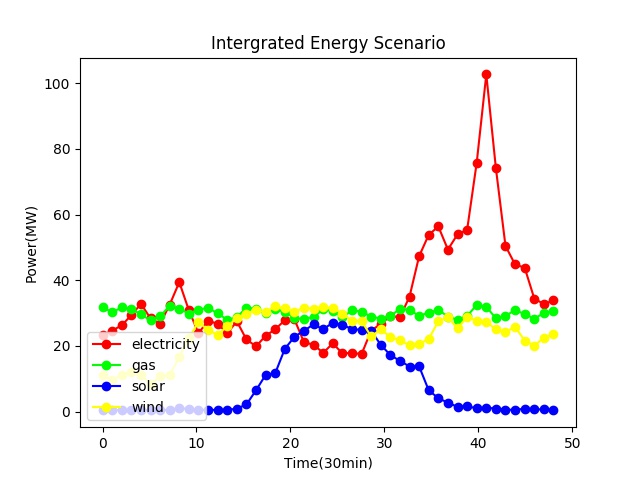 Intergrated Energy Scenario
Power(MW)
100
80
60
40
20
0
electricity
gas
solar
wind
0 10 20 30 40 50
Time(30min)